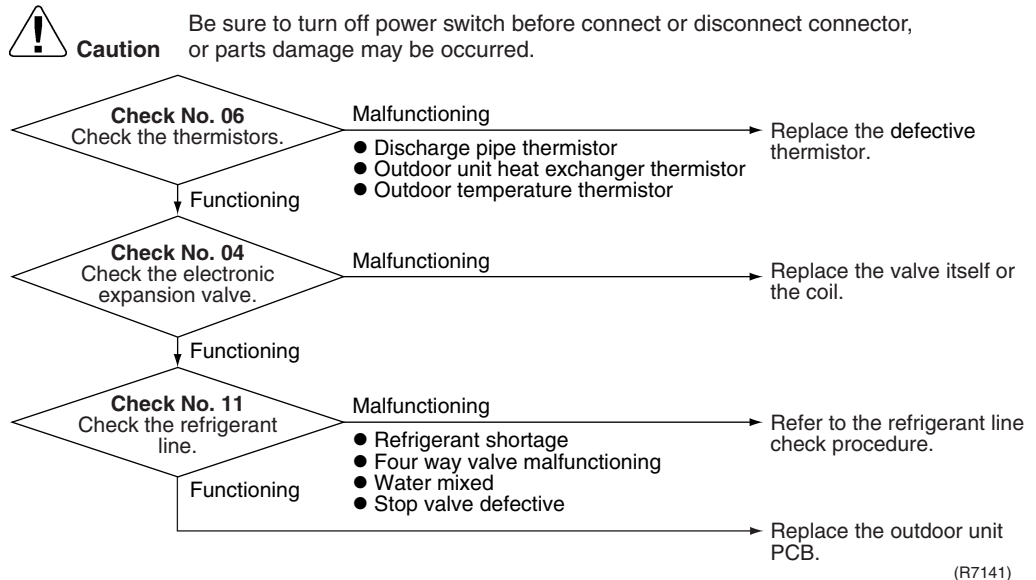 Be sure to turn off power switch before connect or disconnect connector,
Caution or parts damage may be occurred.
Check No. 06
Check the thermistors.
Malfunctioning
● Discharge pipe thermistor
● Outdoor unit heat exchanger thermistor
● Outdoor temperature thermistor
Replace the defective
thermistor.
Functioning
Check No. 04
Check the electronic
expansion valve.
Malfunctioning
Replace the valve itself or
the coil.
Functioning
Check No. 11
Check the refrigerant
line.
Malfunctioning
● Refrigerant shortage
● Four way valve malfunctioning
● Water mixed
● Stop valve defective
Refer to the refrigerant line
check procedure.
Functioning
Replace the outdoor unit
PCB.
(R7141)